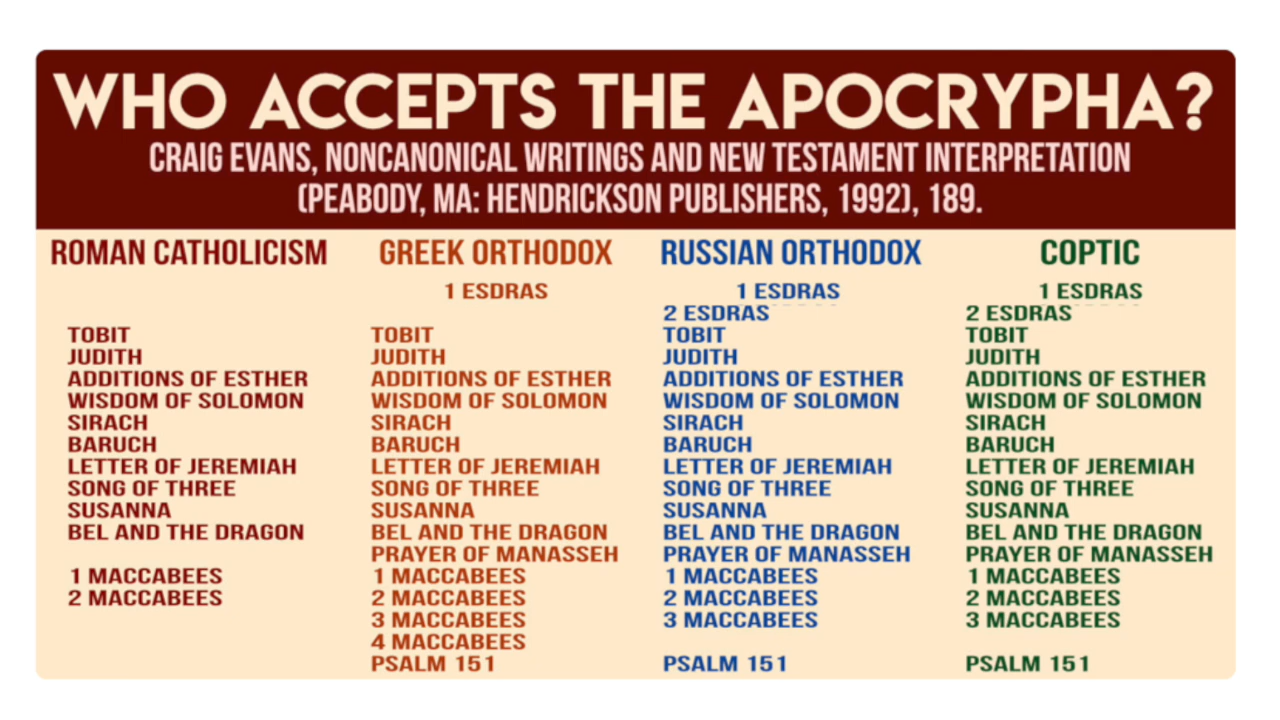 WHO ACCEPTS THE APOCRYPHA?
CRAIG EVANS, NONCANONICAL WRITINGS AND NEW TESTAMENT INTERPRETATION
(PEABODY, MA: HENDRICKSON PUBLISHERS, 1992), 189.
ROMAN CATHOLICISM
TOBIT
JUDITH
ADDITIONS OF ESTHER
WISDOM OF SOLOMON
SIRACH
BARUCH
LETTER OF JEREMIAH
SONG OF THREE
SUSANNA
BEL AND THE DRAGON
1 MACCABEES
2 MACCABEES
GREEK ORTHODOX
1 ESDRAS
TOBIT
JUDITH
ADDITIONS OF ESTHER
WISDOM OF SOLOMON
SIRACH
BARUCH
LETTER OF JEREMIAH
SONG OF THREE
SUSANNA
BEL AND THE DRAGON
PRAYER OF MANASSEH
1 MACCABEES
2 MACCABEES
3 MACCABEES
4 MACCABEES
PSALM 151
RUSSIAN ORTHODOX
1 ESDRAS
2 ESDRAS
TOBIT
JUDITH
ADDITIONS OF ESTHER
WISDOM OF SOLOMON
SIRACH
BARUCH
LETTER OF JEREMIAH
SONG OF THREE
SUSANNA
BEL AND THE DRAGON
PRAYER OF MANASSEH
1 MACCABEES
2 MACCABEES
3 MACCABEES
PSALM 151
COPTIC
1 ESDRAS
2 ESDRAS
TOBIT
JUDITH
ADDITIONS OF ESTHER
WISDOM OF SOLOMON
SIRACH
BARUCH
LETTER OF JEREMIAH
SONG OF THREE
SUSANNA
BEL AND THE DRAGON
PRAYER OF MANASSEH
1 MACCABEES
2 MACCABEES
3 MACCABEES
PSALM 151